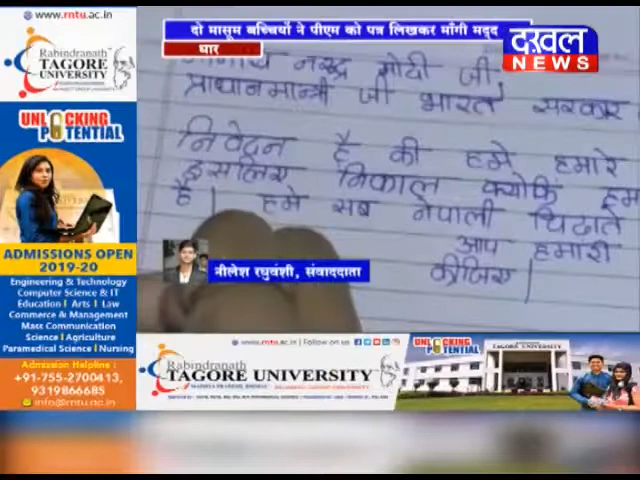 www.rntu.ac.in
Rabindranath
TAGORE
UNIVERSITY
UNLOCKING
POTENTIAL
ADMISSIONS OPEN
2019-20
Engineering & Technology
Computer Science & IT
Education | Arts | Law
Commerce & Management
Mass Communication
Science | Agriculture
Paramedical Science | Nursing
Admission Helpline :
+91-755-2700413,
9319866685
info@rntu.ac.in
दो मासूम बच्चियों ने पीएम को पत्र लिखकर माँगी मदद
धार
दखल
NEWS
नरेन्द्र मोदी जी
प्रधानमान्त्री जी भारत सरकार
निवेदन है की हमे हमारे
इसलिए निकाल क्योकि हम
है | हमे सब नेपाली चिढ़ाते
आप हमारी
कीजिए |
नीलेश रघुवंशी, संवाददाता
www.rntu.ac.in | Follow us on
Rabindranath
TAGORE UNIVERSITY
UNLOCKING
POTENTIAL
TAGORE UNIVERSITY